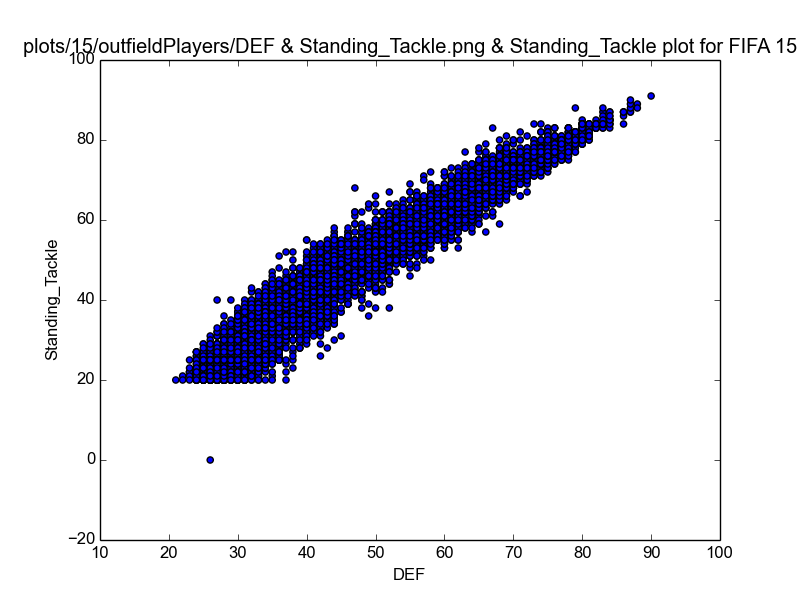 plots/15/outfieldPlayers/DEF & Standing_Tackle.png & Standing_Tackle plot for FIFA 15
100
80
60
40
20
0
−20
Standing_Tackle
10 20 30 40 50 60 70 80 90 100
DEF